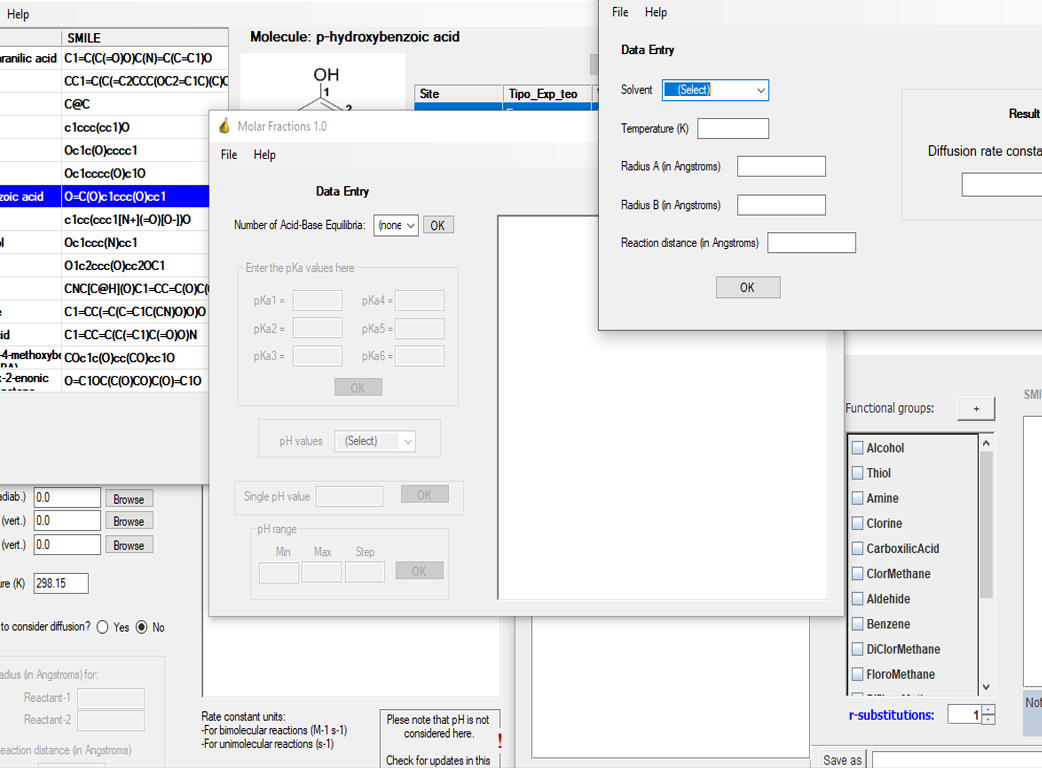 Help
SMILE
ranilic acid C1=C(C(=O)O)C(N)=C(C=C1)O
CC1=C(C(=C2CCC(OC2=C1C)(C)C
C@C
c1ccc(cc1)O
Oc1c(O)cccc1
Oc1cccc(O)c1O
zoic acid O=C(O)c1ccc(O)cc1
c1cc(ccc1[N+](=O)[O-])O
ol Oc1ccc(N)cc1
O1c2ccc(O)cc2OC1
CNC[C@H](O)C1=CC=C(O)C(
e C1=CC(=C(C=C1C(CN)O)O)O
cid C1=CC=C(C(=C1)C(=O)O)N
-4-methoxybe COc1c(O)cc(CO)cc1O
x-2-enonic O=C1OC(C(O)CO)C(O)=C1O
Molecule: p-hydroxybenzoic acid
OH
1
2
Site Tipo_Exp_teo
Molar Fractions 1.0
File Help
Data Entry
Number of Acid-Base Equilibria: (none OK
Enter the pKa values here
pKa1 = pKa4 =
pKa2 = pKa5 =
pKa3 = pKa6 =
OK
pH values (Select)
Single pH value OK
pH range
Min Max Step
OK
File Help
Data Entry
Solvent (Select)
Temperature (K)
Radius A (in Angstroms)
Radius B (in Angstroms)
Reaction distance (in Angstroms)
OK
Result
Diffusion rate consta
adiab.) 0.0 Browse
(vert.) 0.0 Browse
(vert.) 0.0 Browse
ure (K) 298.15
to consider diffusion? Yes No
adius (in Angstroms) for:
Reactant-1
Reactant-2
eaction distance (in Angstroms)
Rate constant units:
-For bimolecular reactions (M-1 s-1)
-For unimolecular reactions (s-1)
Plese note that pH is not
considered here.
!
Check for updates in this
Functional groups: +
SMI
Alcohol
Thiol
Amine
Clorine
CarboxilicAcid
ClorMethane
Aldehide
Benzene
DiClorMethane
FloroMethane
r-substitutions: 1
Not
Save as